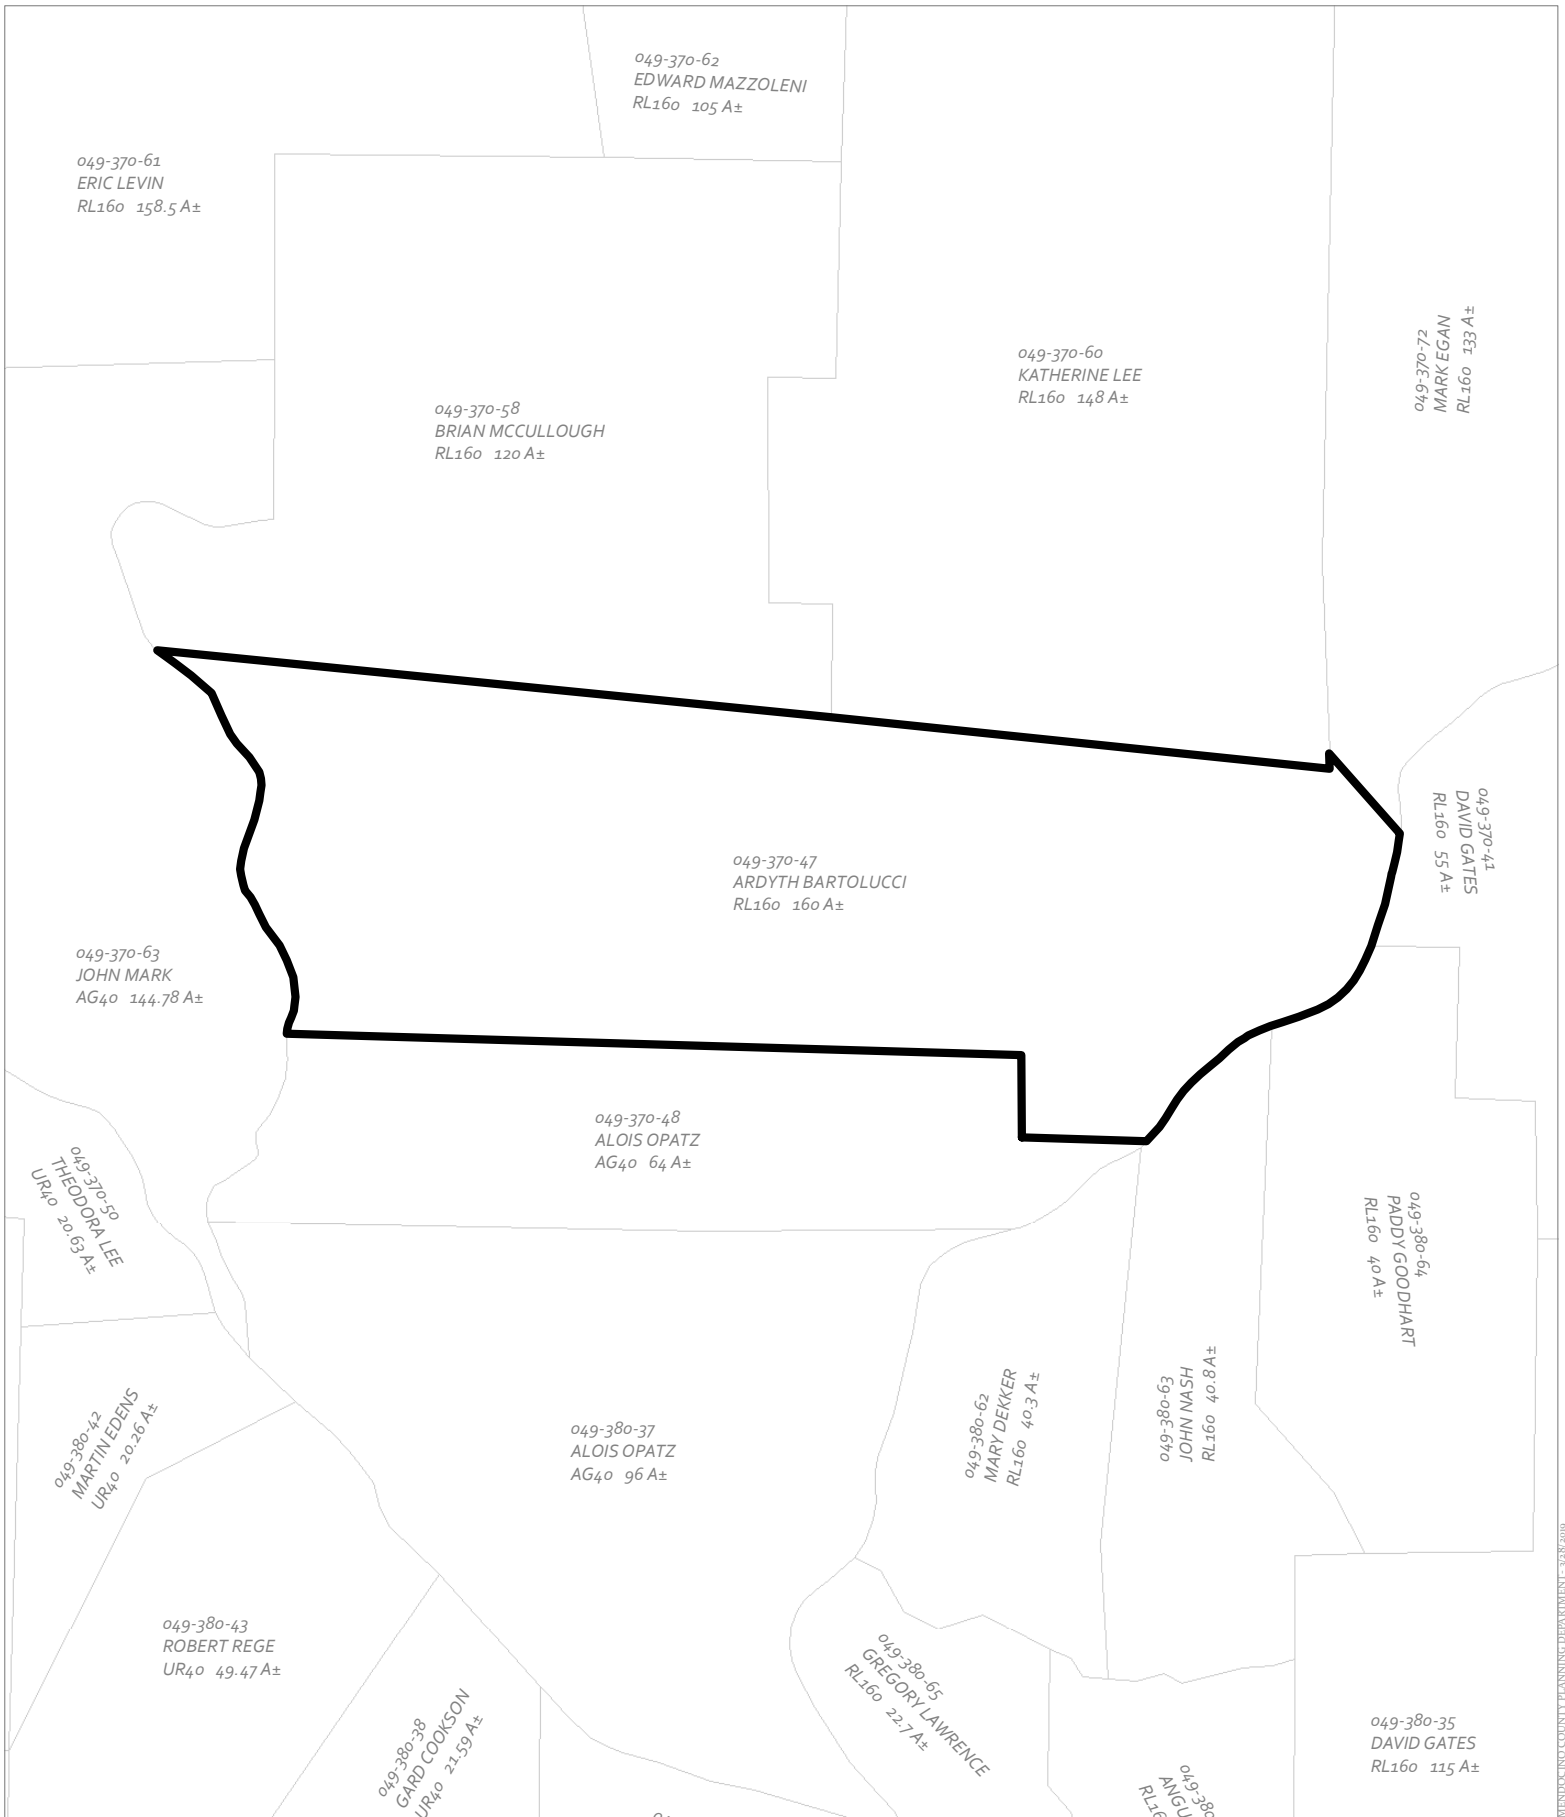 049-370-62
EDWARD MAZZOLENI
RL160 105 A±
049-370-61
ERIC LEVIN
RL160 158.5 A±
049-370-60
KATHERINE LEE
RL160 148 A±
049-370-72
MARK EGAN
RL160 133 A±
049-370-58
BRIAN MCCULLOUGH
RL160 120 A±
049-370-41
DAVID GATES
RL160 55 A±
049-370-47
ARDYTH BARTOLUCCI
RL160 160 A±
049-370-63
JOHN MARK
AG40 144.78 A±
049-370-48
ALOIS OPATZ
AG40 64 A±
049-370-50
THEODORA LEE
UR40 20.63 A±
049-380-64
PADDY GOODHART
RL160 40 A±
049-380-42
MARTIN EDENS
UR40 20.26 A±
049-380-37
ALOIS OPATZ
AG40 96 A±
049-380-62
MARY DEKKER
RL160 40.3 A±
049-380-63
JOHN NASH
RL160 40.8 A±
049-380-43
ROBERT REGE
UR40 49.47 A±
049-380-38
GARD COOKSON
UR40 21.59 A±
049-380-65
GREGORY LAWRENCE
RL160 22.7 A±
049-380-35
DAVID GATES
RL160 115 A±
MENDOCINO COUNTY PLANNING DEPARTMENT - 3/28/2019